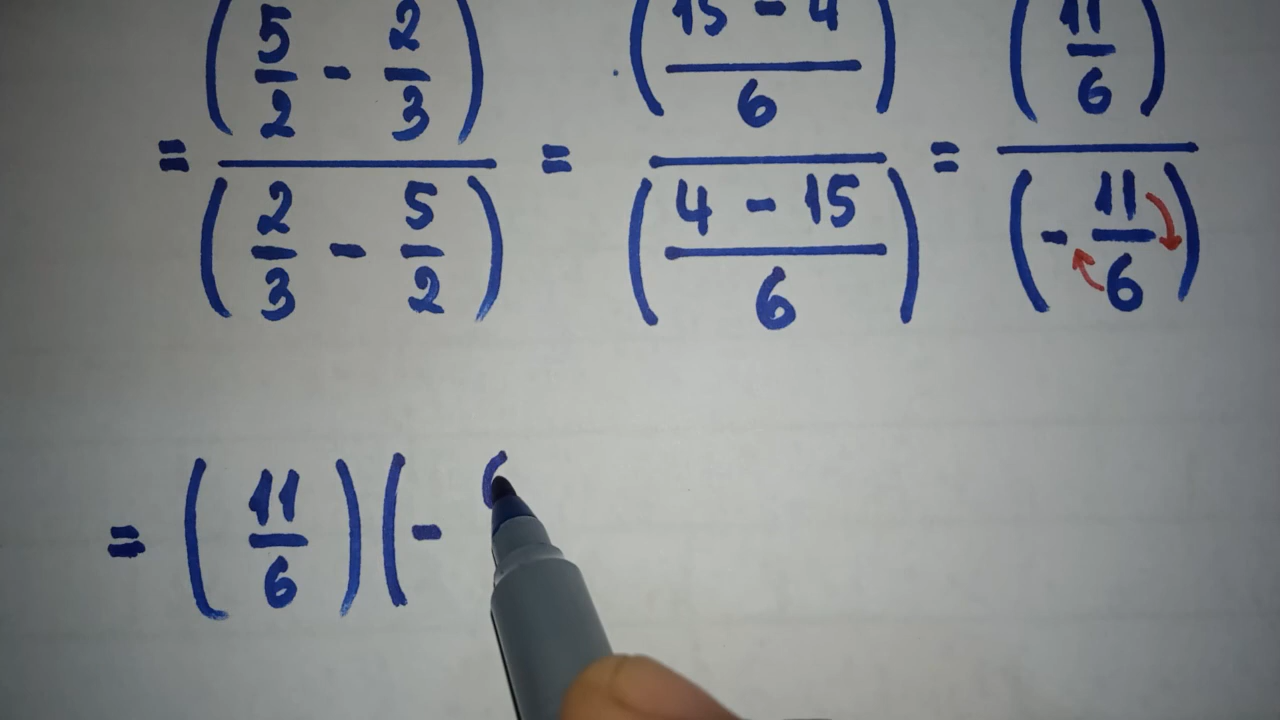 = (5/2 - 2/3) / (2/3 - 5/2) = ((15 - 4)/6) / ((4 - 15)/6) = (11/6) / (- 11/6)
= (11/6)(- 6